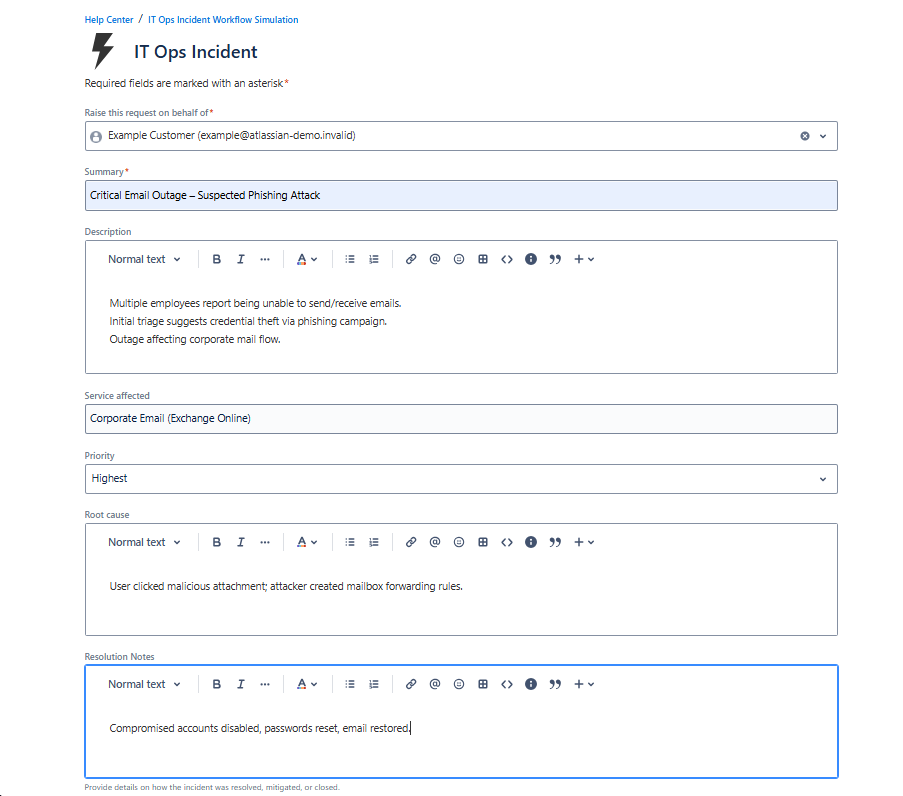 Help Center / IT Ops Incident Workflow Simulation
IT Ops Incident
Required fields are marked with an asterisk*
Raise this request on behalf of*
Example Customer (example@atlassian-demo.invalid)
Summary*
Critical Email Outage – Suspected Phishing Attack
Description
Normal text B I ... A @ <> +
Multiple employees report being unable to send/receive emails.
Initial triage suggests credential theft via phishing campaign.
Outage affecting corporate mail flow.
Service affected
Corporate Email (Exchange Online)
Priority
Highest
Root cause
Normal text B I ... A @ <> +
User clicked malicious attachment; attacker created mailbox forwarding rules.
Resolution Notes
Normal text B I ... A @ <> +
Compromised accounts disabled, passwords reset, email restored.
Provide details on how the incident was resolved, mitigated, or closed.